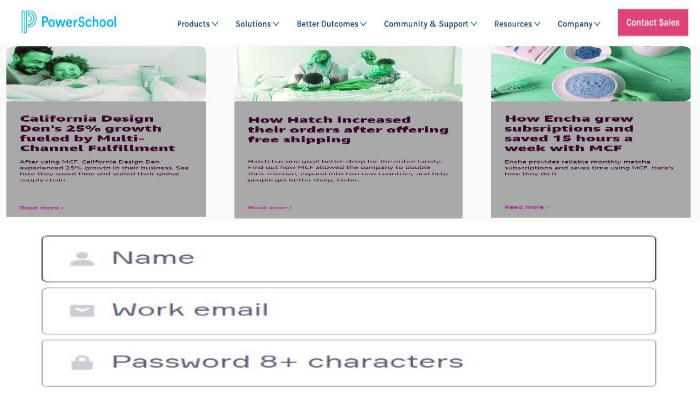 PowerSchool
Products Solutions Better Outcomes Community & Support Resources Company Contact Sales
California Design
Den's 25% growth
fueled by Multi-
Channel Fulfillment
After using MCF, California Design Den
experienced 25% growth in their business. See
how they saved time and scaled their global
supply chain.
Read more ›
How Hatch increased
their orders after offering
free shipping
Hatch has one goal: better sleep for the entire family.
Find out how MCF allowed the company to double
their revenue, expand into two new countries, and help
people get better sleep, faster.
Read more ›
How Encha grew
subsriptions and
saved 15 hours a
week with MCF
Encha provides reliable monthly matcha
subscriptions and saves time using MCF. Here's
how they do it.
Read more ›
Name
Work email
Password 8+ characters